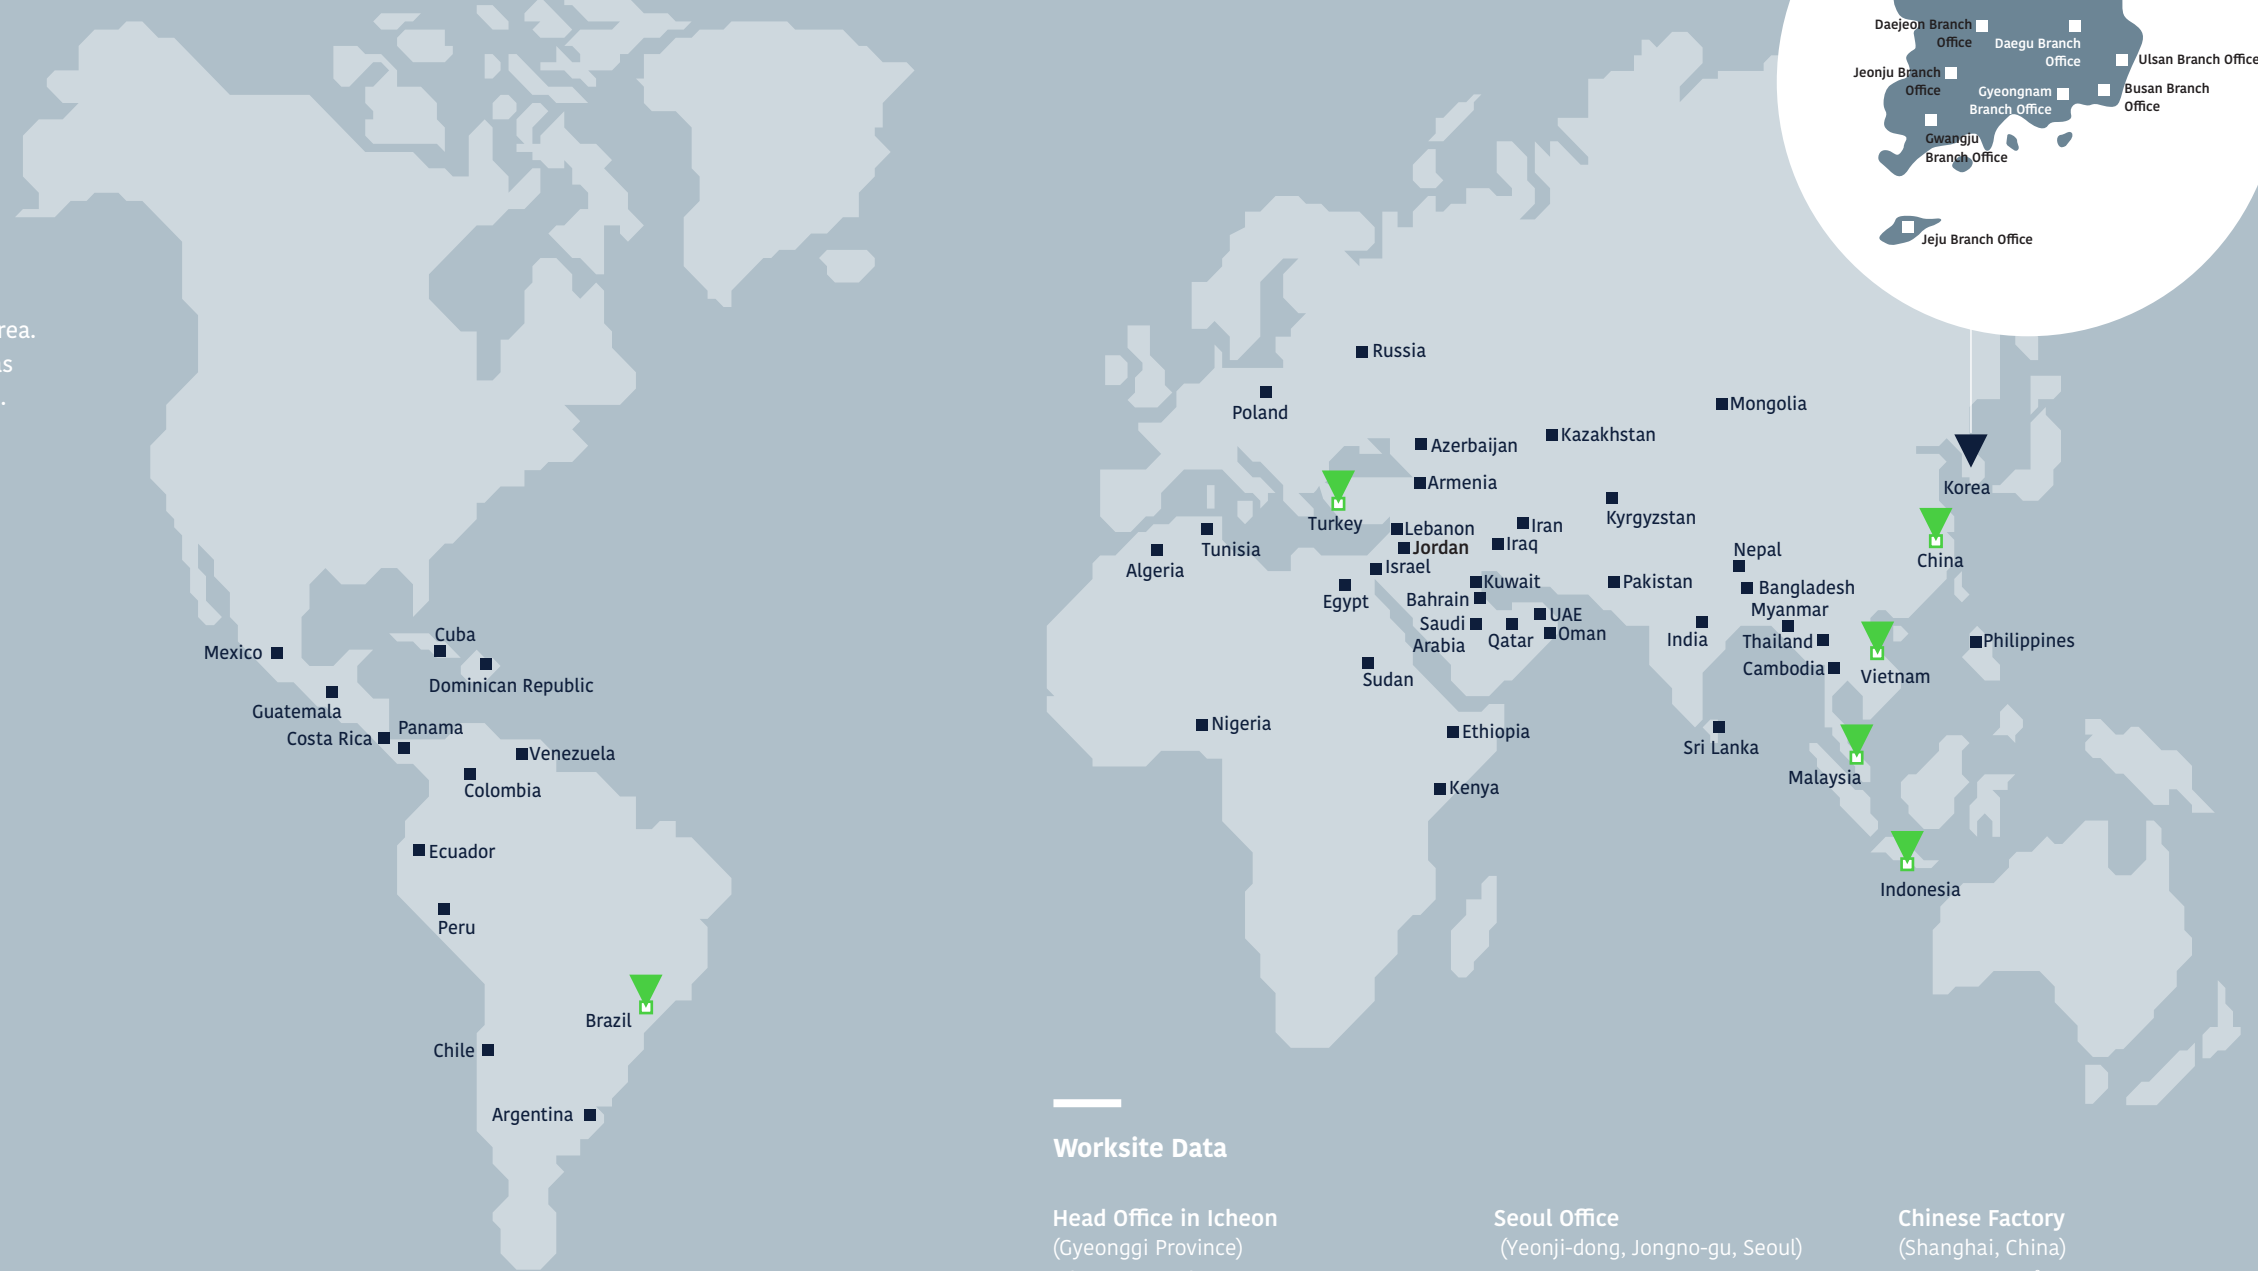 Daejeon Branch
Office
Daegu Branch
Office
Ulsan Branch Office
Jeonju Branch
Office
Gyeongnam
Branch Office
Busan Branch
Office
Gwangju
Branch Office
Jeju Branch Office
rea.
s
.
Russia
Poland
Mongolia
Azerbaijan
Kazakhstan
Armenia
Korea
Kyrgyzstan
Turkey
Lebanon
Iran
Tunisia
Jordan
Iraq
Nepal
China
Algeria
Israel
Kuwait
Pakistan
Bangladesh
Egypt
Bahrain
Myanmar
UAE
Saudi
Arabia
Qatar
Oman
India
Thailand
Philippines
Cuba
Mexico
Cambodia
Vietnam
Sudan
Dominican Republic
Guatemala
Panama
Costa Rica
Nigeria
Ethiopia
Sri Lanka
Venezuela
Malaysia
Colombia
Kenya
Ecuador
Indonesia
Peru
Brazil
Chile
Argentina
Worksite Data
Head Office in Icheon
(Gyeonggi Province)
Seoul Office
(Yeonji-dong, Jongno-gu, Seoul)
Chinese Factory
(Shanghai, China)